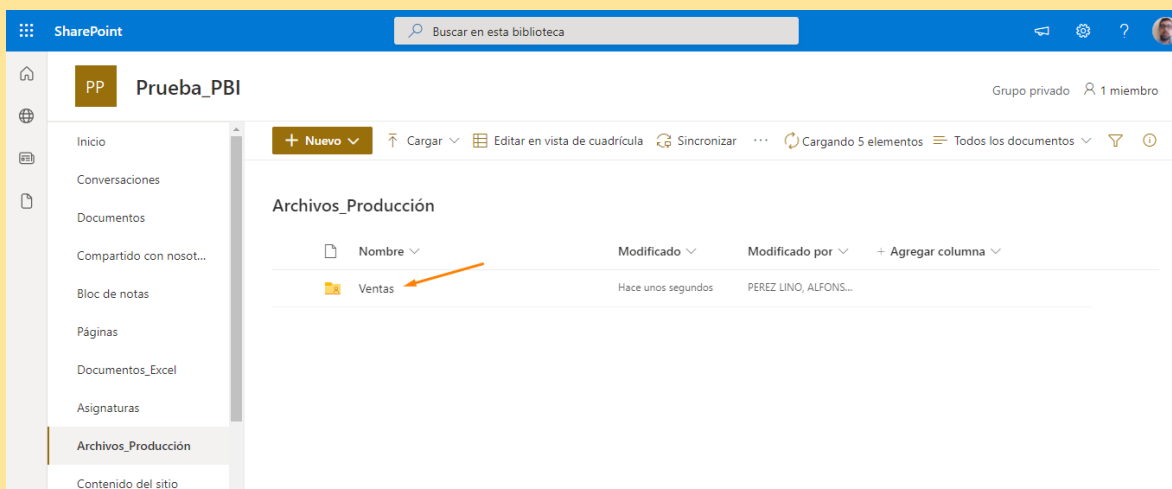 SharePoint
Buscar en esta biblioteca
?
PP
Prueba_PBI
Grupo privado 1 miembro
Inicio
Conversaciones
Documentos
Compartido con nosot...
Bloc de notas
Páginas
Documentos_Excel
Asignaturas
Archivos_Producción
Contenido del sitio
+ Nuevo
Cargar
Editar en vista de cuadrícula
Sincronizar
...
Cargando 5 elementos
Todos los documentos
Archivos_Producción
Nombre Modificado Modificado por + Agregar columna
Ventas Hace unos segundos PEREZ LINO, ALFONS...